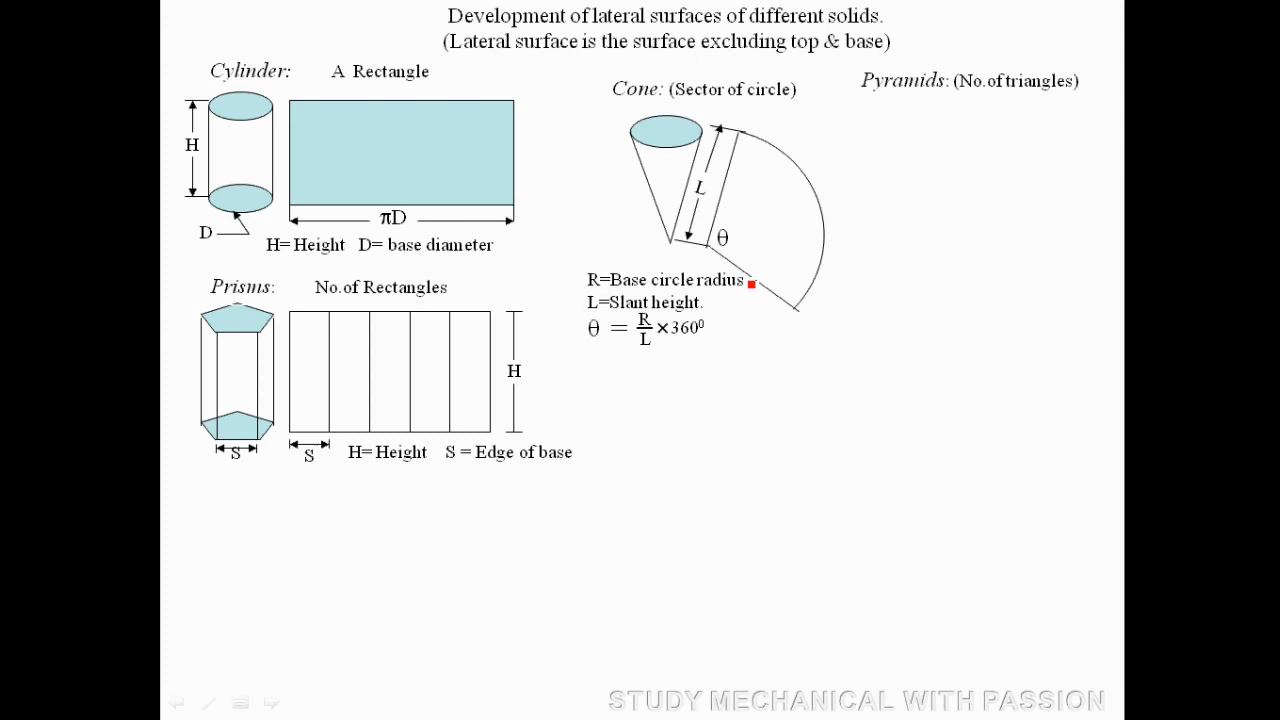 Development of lateral surfaces of different solids.
(Lateral surface is the surface excluding top & base)
Cylinder: A Rectangle
H
D
πD
H= Height D= base diameter
Prisms: No.of Rectangles
S
S
H
H= Height S = Edge of base
Cone: (Sector of circle)
L
θ
R=Base circle radius
L=Slant height.
θ = R/L ×360⁰
Pyramids: (No.of triangles)
STUDY MECHANICAL WITH PASSION